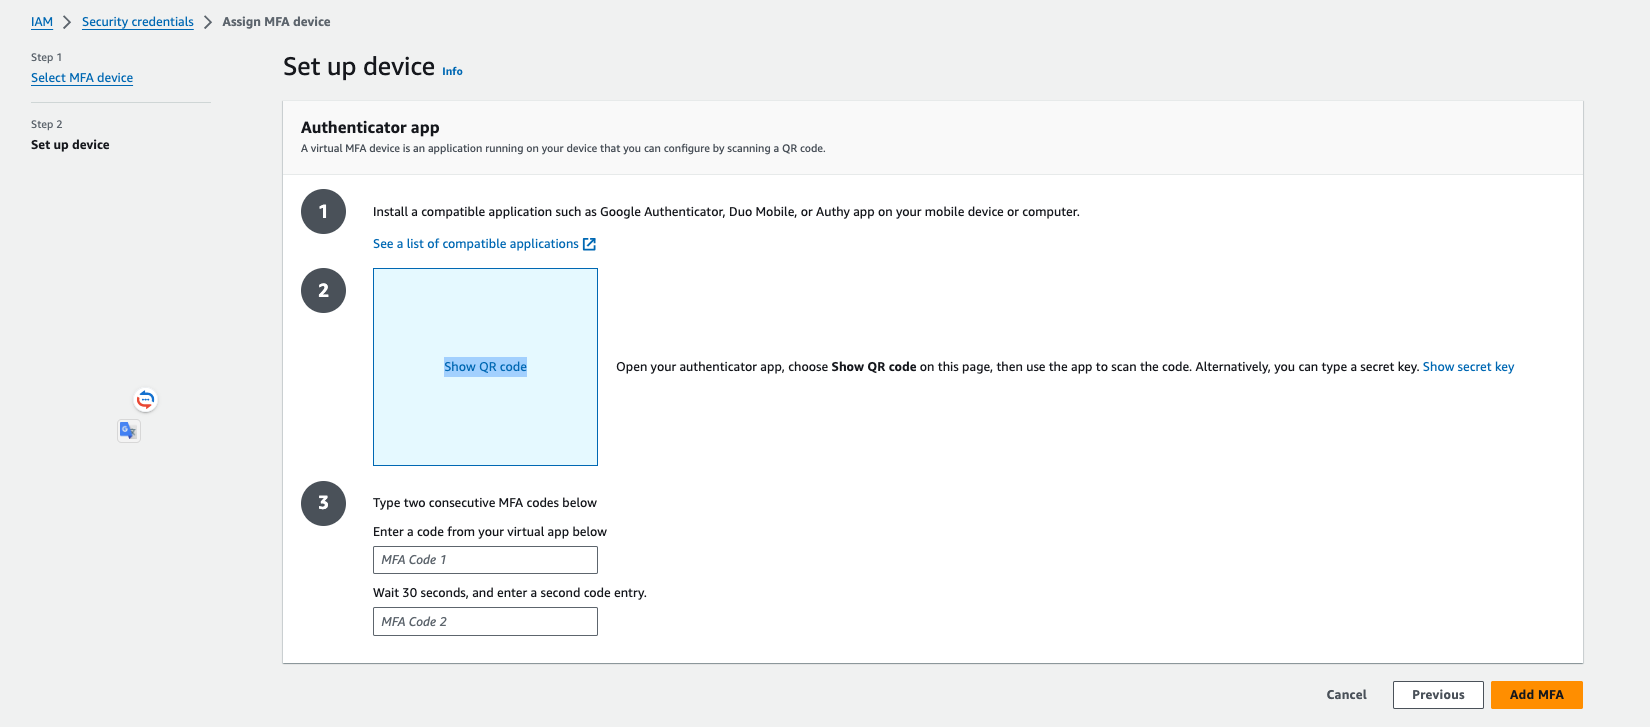 IAM > Security credentials > Assign MFA device
Step 1
Select MFA device
Step 2
Set up device
Set up device Info
Authenticator app
A virtual MFA device is an application running on your device that you can configure by scanning a QR code.
1
Install a compatible application such as Google Authenticator, Duo Mobile, or Authy app on your mobile device or computer.
See a list of compatible applications
2
Show QR code
Open your authenticator app, choose Show QR code on this page, then use the app to scan the code. Alternatively, you can type a secret key. Show secret key
3
Type two consecutive MFA codes below
Enter a code from your virtual app below
MFA Code 1
Wait 30 seconds, and enter a second code entry.
MFA Code 2
Cancel
Previous
Add MFA